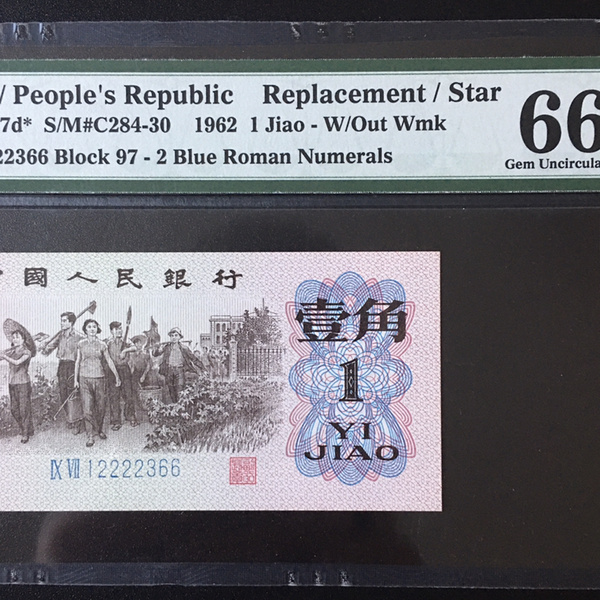 / People's Republic Replacement / Star
7d* S/M#C284-30 1962 1 Jiao - W/Out Wmk
22366 Block 97 - 2 Blue Roman Numerals
66
Gem Uncircula
國人民銀行
壹角
1
YI
JIAO
IX VII 12222366